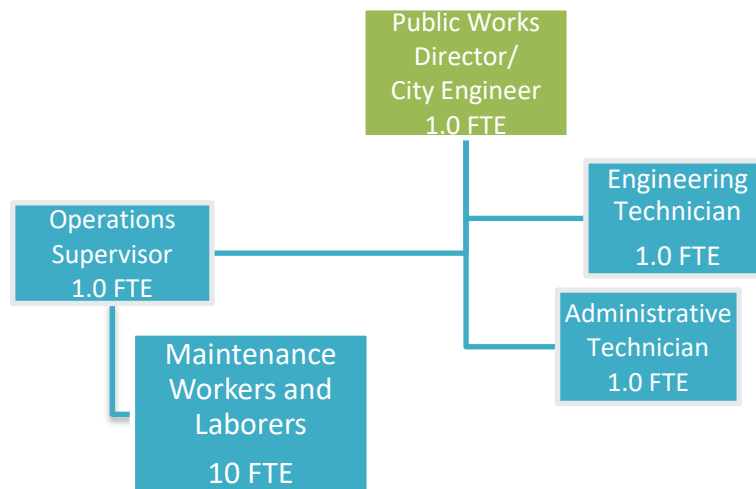 Public Works
Director/
City Engineer
1.0 FTE
Engineering
Technician
1.0 FTE
Operations
Supervisor
1.0 FTE
Administrative
Technician
1.0 FTE
Maintenance
Workers and
Laborers
10 FTE